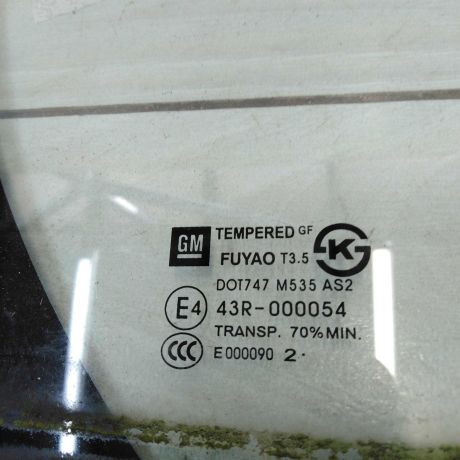 GM TEMPERED GF
FUYAO T3.5 K
DOT747 M535 AS2
E4 43R-000054
TRANSP. 70%MIN.
CCC E000090 2·